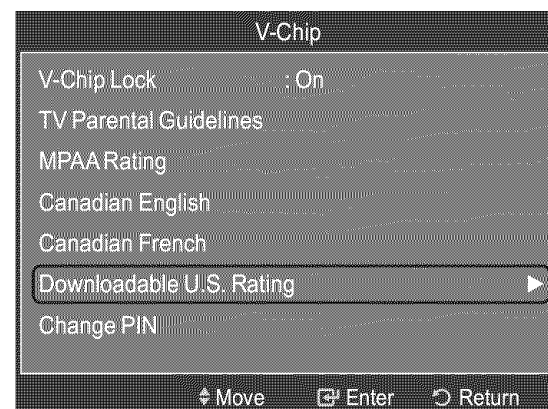 V-Chip
V-Chip Lock : On
TV Parental Guidelines
MPAA Rating
Canadian English
Canadian French
Downloadable U.S. Rating
Change PIN
Move Enter Return